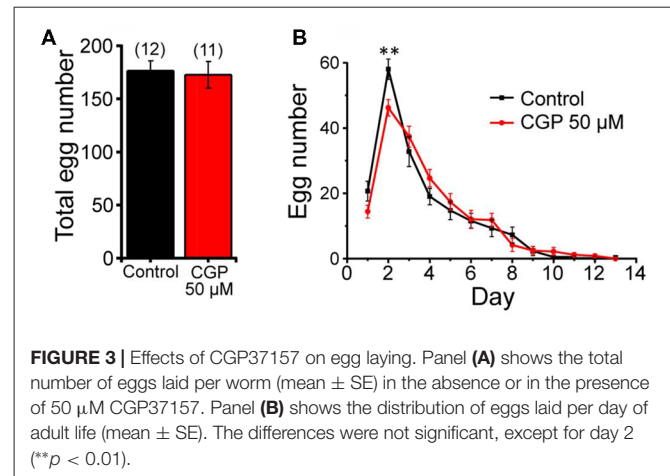 A
B
200
150
100
50
0
Total egg number
(12)
(11)
Control
CGP
50 µM
60
40
20
0
Egg number
**
Control
CGP 50 µM
0 2 4 6 8 10 12 14
Day
FIGURE 3 | Effects of CGP37157 on egg laying. Panel (A) shows the total
number of eggs laid per worm (mean ± SE) in the absence or in the presence
of 50 µM CGP37157. Panel (B) shows the distribution of eggs laid per day of
adult life (mean ± SE). The differences were not significant, except for day 2
(**p < 0.01).